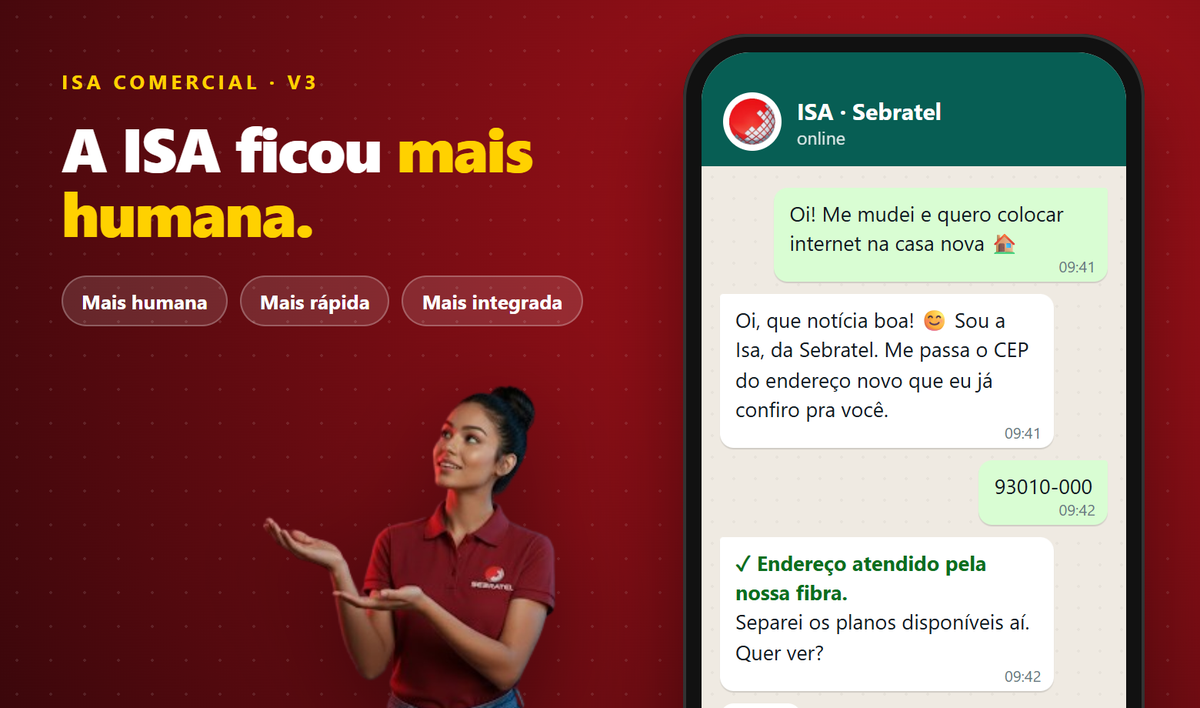 ISA COMERCIAL · V3
A ISA ficou mais
humana.
Mais humana
Mais rápida
Mais integrada
SEBRATEL
ISA · Sebratel
online
Oi! Me mudei e quero colocar
internet na casa nova 🏠
09:41
Oi, que notícia boa! 😊 Sou a
Isa, da Sebratel. Me passa o CEP
do endereço novo que eu já
confiro pra você.
09:41
93010-000
09:42
✓ Endereço atendido pela
nossa fibra.
Separei os planos disponíveis aí.
Quer ver?
09:42